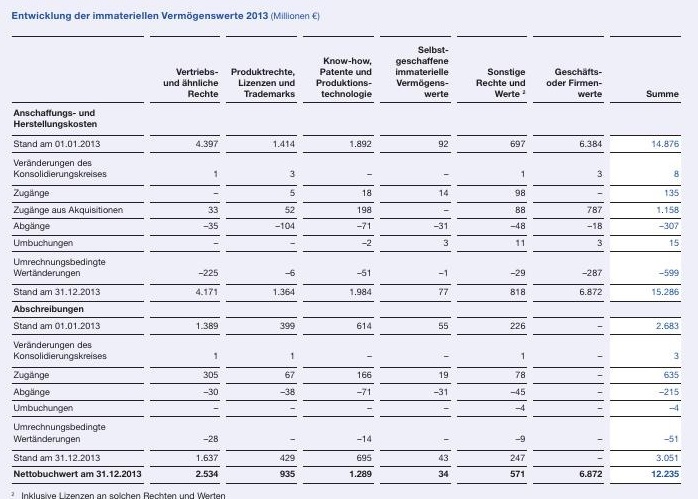 Entwicklung der immateriellen Vermögenswerte 2013 (Millionen €)
Vertriebs- und ähnliche Rechte Produktrechte, Lizenzen und Trademarks Know-how, Patente und Produktions- technologie Selbst- geschaffene immaterielle Vermögens- werte Sonstige Rechte und Werte ² Geschäfts- oder Firmen- werte Summe
Anschaffungs- und
Herstellungskosten
Stand am 01.01.2013 4.397 1.414 1.892 92 697 6.384 14.876
Veränderungen des
Konsolidierungskreises 1 3 – – 1 3 8
Zugänge – 5 18 14 98 – 135
Zugänge aus Akquisitionen 33 52 198 – 88 787 1.158
Abgänge –35 –104 –71 –31 –48 –18 –307
Umbuchungen – – –2 3 11 3 15
Umrechnungsbedingte
Wertänderungen –225 –6 –51 –1 –29 –287 –599
Stand am 31.12.2013 4.171 1.364 1.984 77 818 6.872 15.286
Abschreibungen
Stand am 01.01.2013 1.389 399 614 55 226 – 2.683
Veränderungen des
Konsolidierungskreises 1 1 – – 1 – 3
Zugänge 305 67 166 19 78 – 635
Abgänge –30 –38 –71 –31 –45 – –215
Umbuchungen – – – – –4 – –4
Umrechnungsbedingte
Wertänderungen –28 – –14 – –9 – –51
Stand am 31.12.2013 1.637 429 695 43 247 – 3.051
Nettobuchwert am 31.12.2013 2.534 935 1.289 34 571 6.872 12.235
² Inklusive Lizenzen an solchen Rechten und Werten